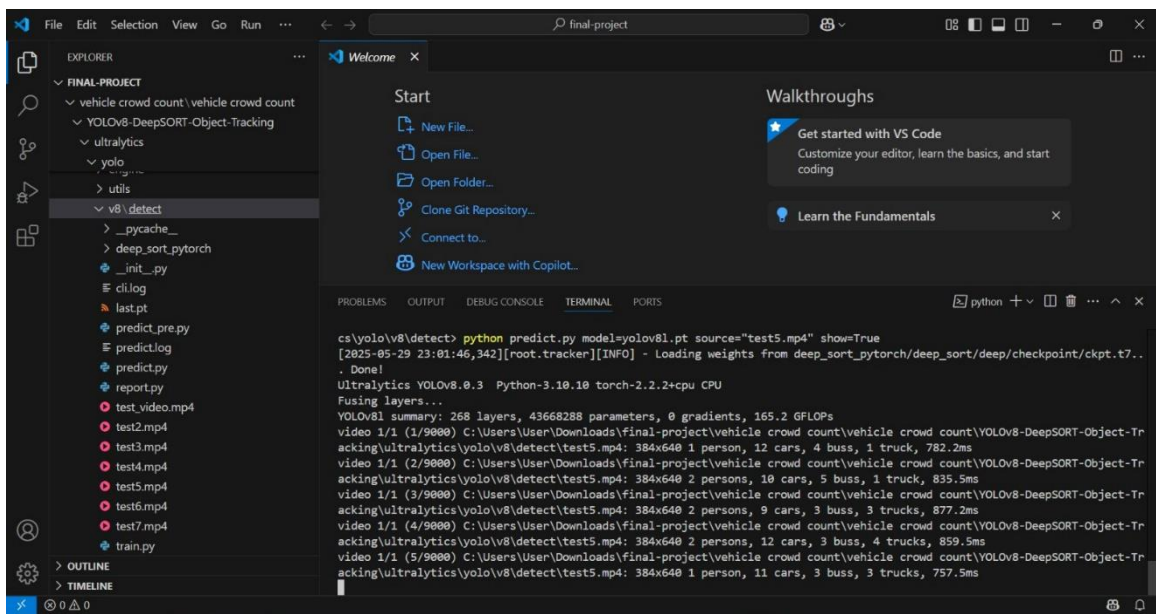 File Edit Selection View Go Run ...
final-project
EXPLORER
FINAL-PROJECT
vehicle crowd count\vehicle crowd count
YOLOv8-DeepSORT-Object-Tracking
ultralytics
yolo
engine
utils
v8\detect
__pycache__
deep_sort_pytorch
__init__.py
cli.log
last.pt
predict_pre.py
predict.log
predict.py
report.py
test_video.mp4
test2.mp4
test3.mp4
test4.mp4
test5.mp4
test6.mp4
test7.mp4
train.py
OUTLINE
TIMELINE
Welcome
Start
New File...
Open File...
Open Folder...
Clone Git Repository...
Connect to...
New Workspace with Copilot...
Walkthroughs
Get started with VS Code
Customize your editor, learn the basics, and start
coding
Learn the Fundamentals
PROBLEMS OUTPUT DEBUG CONSOLE TERMINAL PORTS
python
cs\yolo\v8\detect> python predict.py model=yolov8l.pt source="test5.mp4" show=True
[2025-05-29 23:01:46,342][root.tracker][INFO] - Loading weights from deep_sort_pytorch/deep_sort/deep/checkpoint/ckpt.t7..
. Done!
Ultralytics YOLOv8.0.3 Python-3.10.10 torch-2.2.2+cpu CPU
Fusing layers...
YOLOv8l summary: 268 layers, 43668288 parameters, 0 gradients, 165.2 GFLOPs
video 1/1 (1/9000) C:\Users\User\Downloads\final-project\vehicle crowd count\vehicle crowd count\YOLOv8-DeepSORT-Object-Tr
acking\ultralytics\yolo\v8\detect\test5.mp4: 384x640 1 person, 12 cars, 4 buss, 1 truck, 782.2ms
video 1/1 (2/9000) C:\Users\User\Downloads\final-project\vehicle crowd count\vehicle crowd count\YOLOv8-DeepSORT-Object-Tr
acking\ultralytics\yolo\v8\detect\test5.mp4: 384x640 2 persons, 10 cars, 5 buss, 1 truck, 835.5ms
video 1/1 (3/9000) C:\Users\User\Downloads\final-project\vehicle crowd count\vehicle crowd count\YOLOv8-DeepSORT-Object-Tr
acking\ultralytics\yolo\v8\detect\test5.mp4: 384x640 2 persons, 9 cars, 3 buss, 3 trucks, 877.2ms
video 1/1 (4/9000) C:\Users\User\Downloads\final-project\vehicle crowd count\vehicle crowd count\YOLOv8-DeepSORT-Object-Tr
acking\ultralytics\yolo\v8\detect\test5.mp4: 384x640 2 persons, 12 cars, 3 buss, 4 trucks, 859.5ms
video 1/1 (5/9000) C:\Users\User\Downloads\final-project\vehicle crowd count\vehicle crowd count\YOLOv8-DeepSORT-Object-Tr
acking\ultralytics\yolo\v8\detect\test5.mp4: 384x640 1 person, 11 cars, 3 buss, 3 trucks, 757.5ms
0 0 0